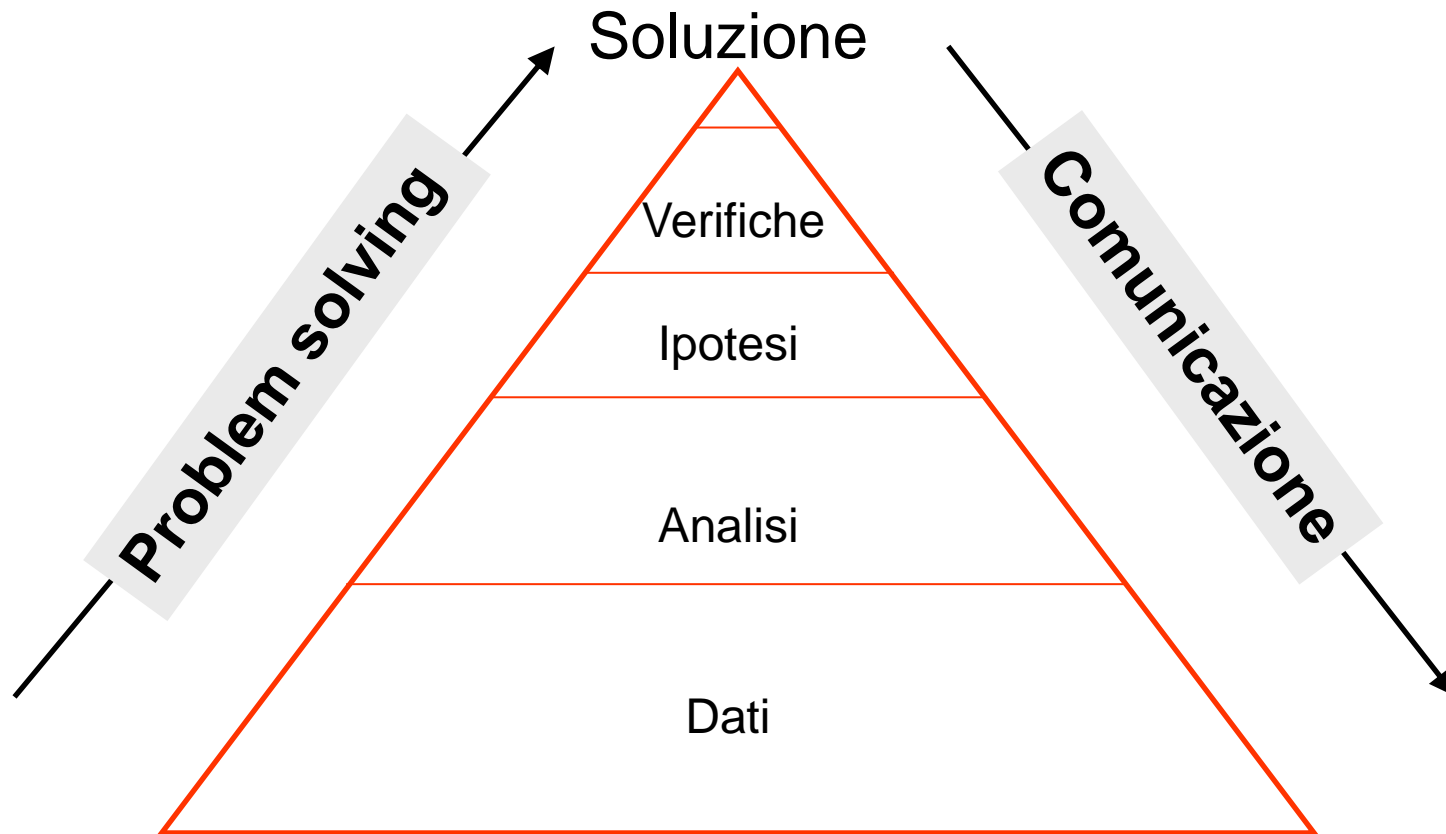 Soluzione
Problem solving
Comunicazione
Verifiche
Ipotesi
Analisi
Dati